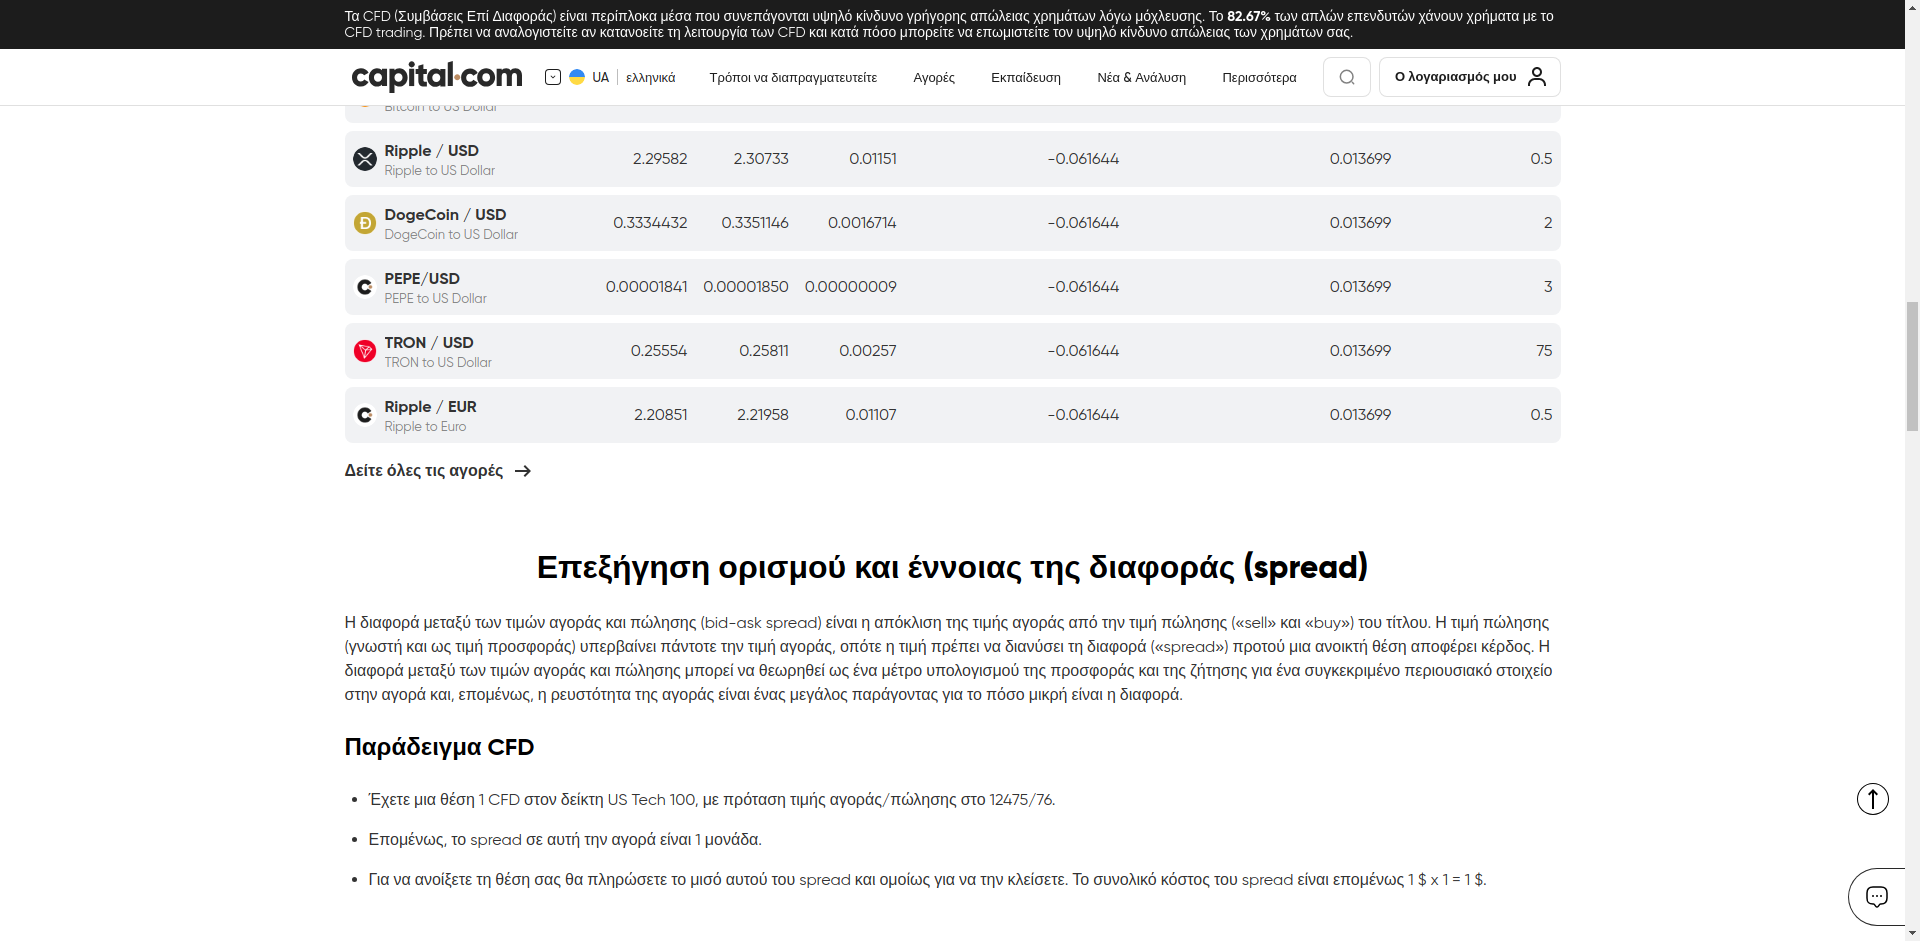 Τα CFD (Συμβάσεις Επί Διαφοράς) είναι περίπλοκα μέσα που συνεπάγονται υψηλό κίνδυνο γρήγορης απώλειας χρημάτων λόγω μόχλευσης. Το 82.67% των απλών επενδυτών χάνουν χρήματα με το
CFD trading. Πρέπει να αναλογιστείτε αν κατανοείτε τη λειτουργία των CFD και κατά πόσο μπορείτε να επωμιστείτε τον υψηλό κίνδυνο απώλειας των χρημάτων σας.
capital.com UA ελληνικά Τρόποι να διαπραγματευτείτε Αγορές Εκπαίδευση Νέα & Ανάλυση Περισσότερα Ο λογαριασμός μου
Bitcoin to US Dollar
Ripple / USD 2.29582 2.30733 0.01151 -0.061644 0.013699 0.5
Ripple to US Dollar
DogeCoin / USD 0.3334432 0.3351146 0.0016714 -0.061644 0.013699 2
DogeCoin to US Dollar
PEPE/USD 0.00001841 0.00001850 0.00000009 -0.061644 0.013699 3
PEPE to US Dollar
TRON / USD 0.25554 0.25811 0.00257 -0.061644 0.013699 75
TRON to US Dollar
Ripple / EUR 2.20851 2.21958 0.01107 -0.061644 0.013699 0.5
Ripple to Euro
Δείτε όλες τις αγορές
Επεξήγηση ορισμού και έννοιας της διαφοράς (spread)
Η διαφορά μεταξύ των τιμών αγοράς και πώλησης (bid-ask spread) είναι η απόκλιση της τιμής αγοράς από την τιμή πώλησης («sell» και «buy») του τίτλου. Η τιμή πώλησης
(γνωστή και ως τιμή προσφοράς) υπερβαίνει πάντοτε την τιμή αγοράς, οπότε η τιμή πρέπει να διανύσει τη διαφορά («spread») προτού μια ανοικτή θέση αποφέρει κέρδος. Η
διαφορά μεταξύ των τιμών αγοράς και πώλησης μπορεί να θεωρηθεί ως ένα μέτρο υπολογισμού της προσφοράς και της ζήτησης για ένα συγκεκριμένο περιουσιακό στοιχείο
στην αγορά και, επομένως, η ρευστότητα της αγοράς είναι ένας μεγάλος παράγοντας για το πόσο μικρή είναι η διαφορά.
Παράδειγμα CFD
• Έχετε μια θέση 1 CFD στον δείκτη US Tech 100, με πρόταση τιμής αγοράς/πώλησης στο 12475/76.
• Επομένως, το spread σε αυτή την αγορά είναι 1 μονάδα.
• Για να ανοίξετε τη θέση σας θα πληρώσετε το μισό αυτού του spread και ομοίως για να την κλείσετε. Το συνολικό κόστος του spread είναι επομένως 1 $ x 1 = 1 $.